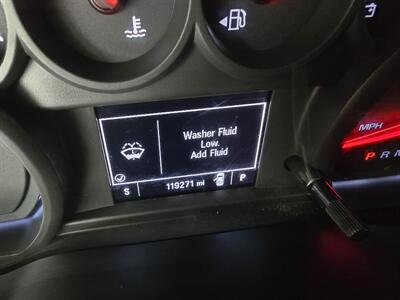 Washer Fluid
Low.
Add Fluid
S
119271 mi
P
MPH
P R M